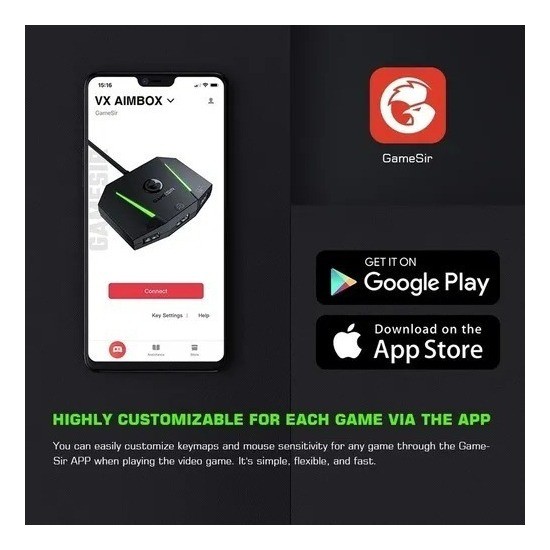 15:16
VX AIMBOX
GameSir
GAMESIR
Connect
Key Settings | Help
GameSir
GET IT ON
Google Play
Download on the
App Store
HIGHLY CUSTOMIZABLE FOR EACH GAME VIA THE APP
You can easily customize keymaps and mouse sensitivity for any game through the Game-
Sir APP when playing the video game. It's simple, flexible, and fast.